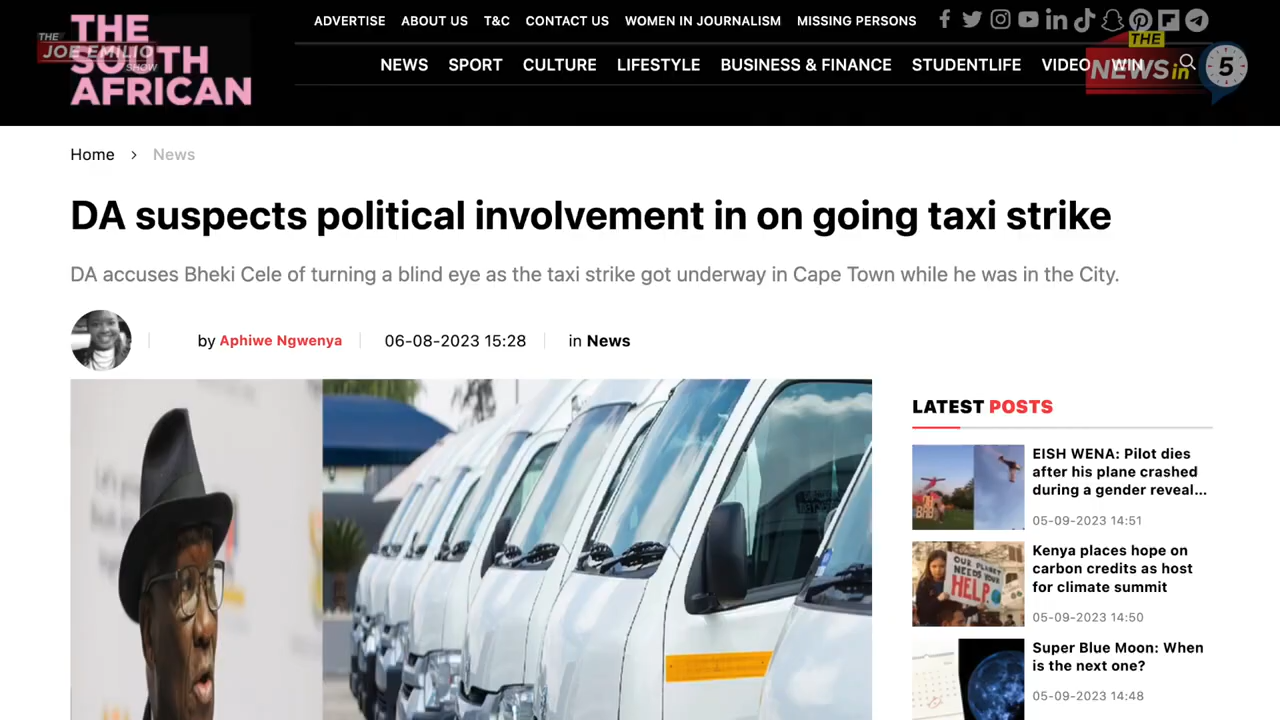 ADVERTISE ABOUT US T&C CONTACT US WOMEN IN JOURNALISM MISSING PERSONS
THE
JOE EMILIO
SHOW
THE
SOUTH
AFRICAN
NEWS SPORT CULTURE LIFESTYLE BUSINESS & FINANCE STUDENTLIFE VIDEO WIN
THE
NEWS in 5
Home > News
DA suspects political involvement in on going taxi strike
DA accuses Bheki Cele of turning a blind eye as the taxi strike got underway in Cape Town while he was in the City.
by Aphiwe Ngwenya 06-08-2023 15:28 in News
LATEST POSTS
EISH WENA: Pilot dies
after his plane crashed
during a gender reveal...
05-09-2023 14:51
OUR PLANET
NEEDS YOUR
HELP
Kenya places hope on
carbon credits as host
for climate summit
05-09-2023 14:50
Super Blue Moon: When
is the next one?
05-09-2023 14:48